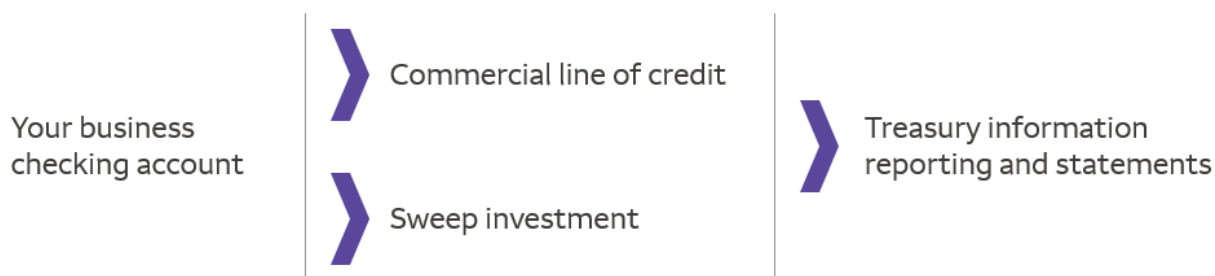 Your business
checking account
Commercial line of credit
Sweep investment
Treasury information
reporting and statements